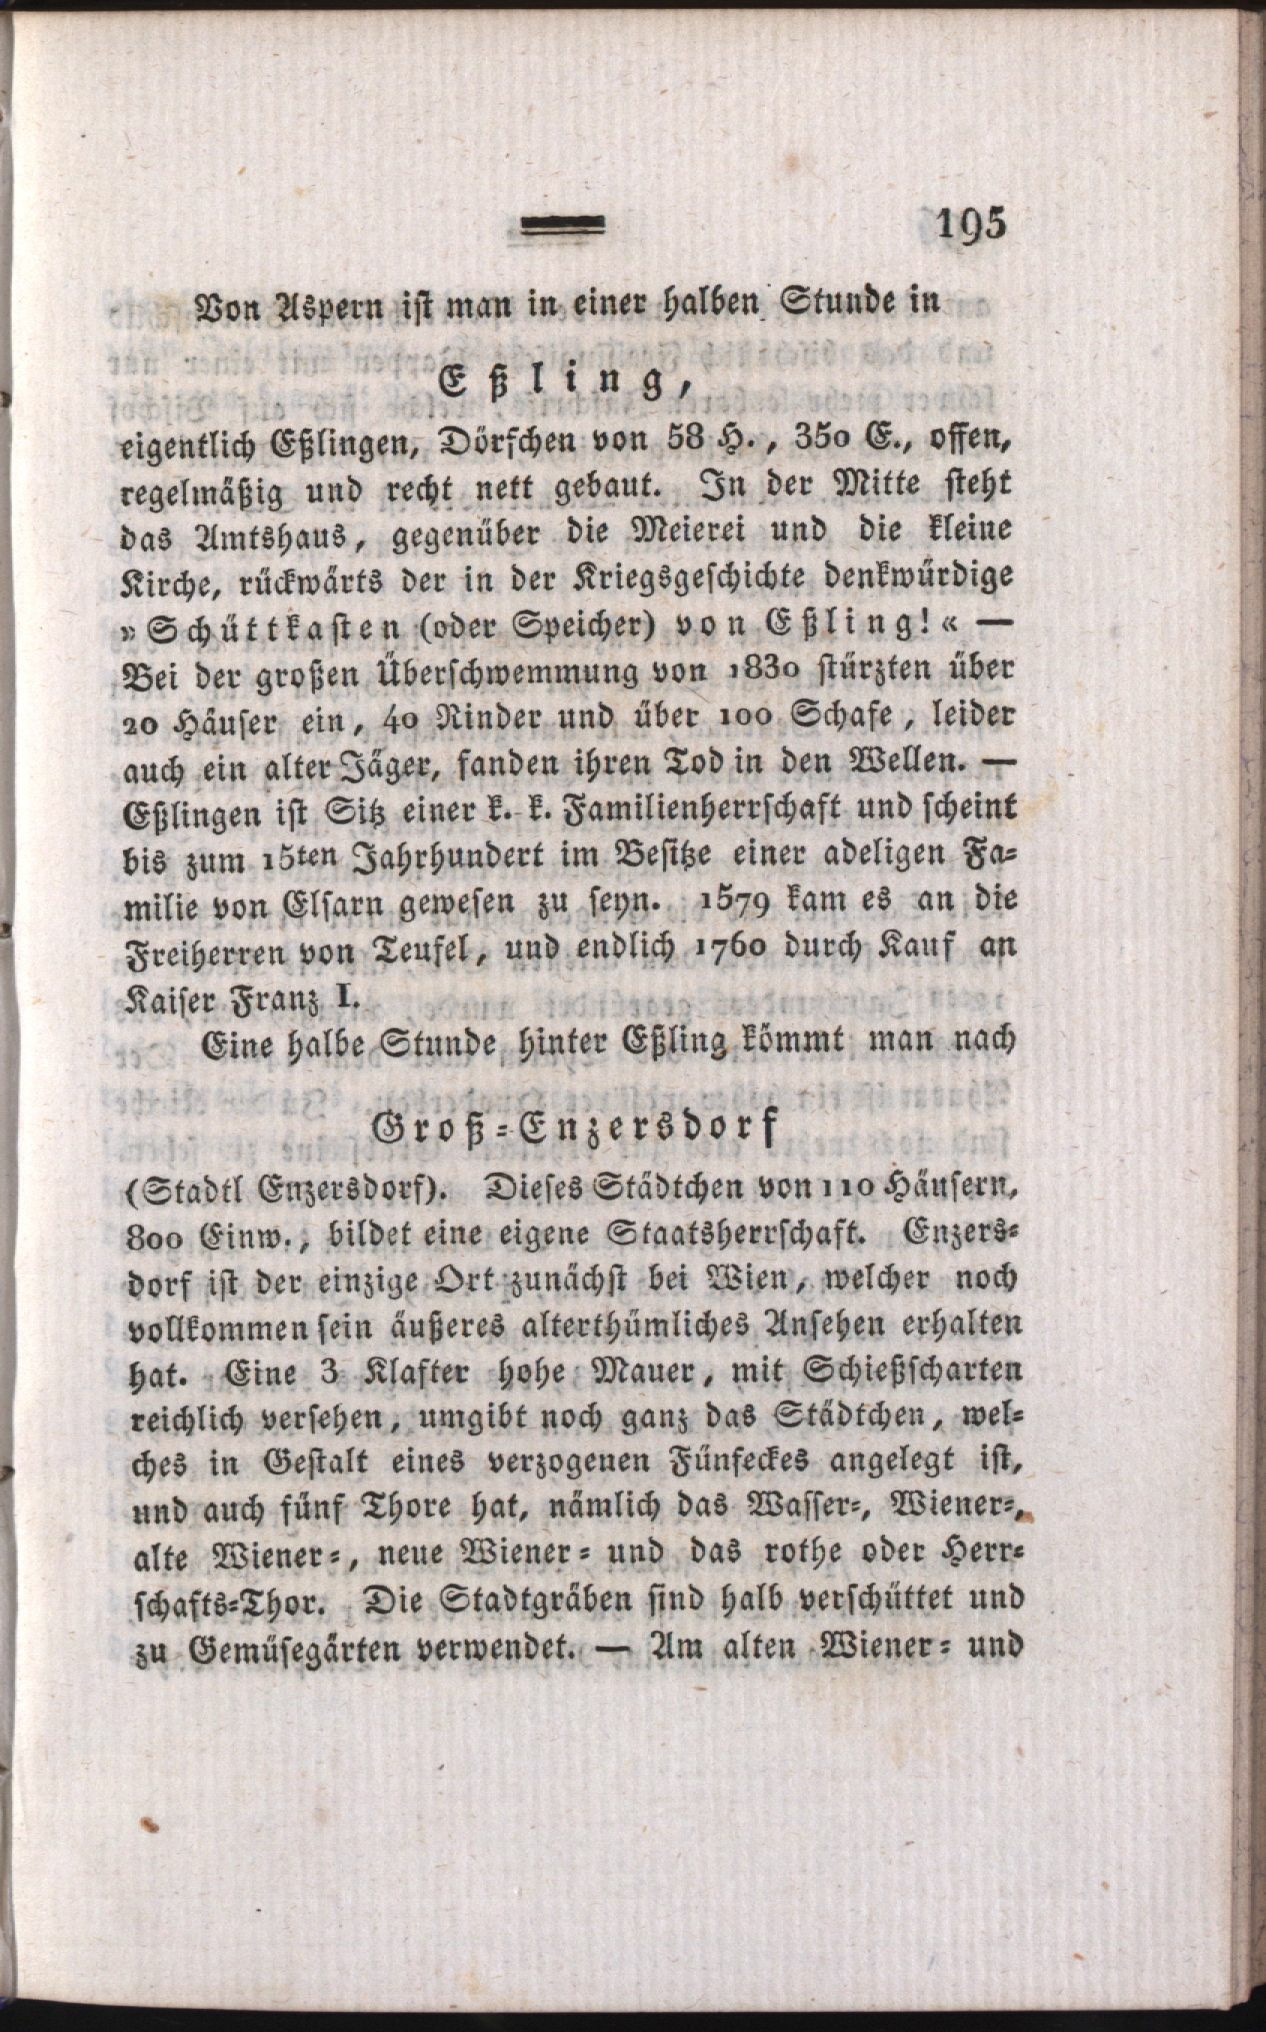 195
Von Aspern ist man in einer halben Stunde in
Eßling,
eigentlich Eßlingen, Dörfchen von 58 H., 350 E., offen,
regelmäßig und recht nett gebaut. In der Mitte steht
das Amtshaus, gegenüber die Meierei und die kleine
Kirche, rückwärts der in der Kriegsgeschichte denkwürdige
»Schüttkasten (oder Speicher) von Eßling!« —
Bei der großen Überschwemmung von 1830 stürzten über
20 Häuser ein, 40 Rinder und über 100 Schafe, leider
auch ein alter Jäger, fanden ihren Tod in den Wellen. —
Eßlingen ist Sitz einer k. k. Familienherrschaft und scheint
bis zum 15ten Jahrhundert im Besitze einer adeligen Fa-
milie von Elsarn gewesen zu seyn. 1579 kam es an die
Freiherren von Teufel, und endlich 1760 durch Kauf an
Kaiser Franz I.
Eine halbe Stunde hinter Eßling kömmt man nach
Groß-Enzersdorf
(Stadtl Enzersdorf). Dieses Städtchen von 110 Häusern,
800 Einw., bildet eine eigene Staatsherrschaft. Enzers-
dorf ist der einzige Ort zunächst bei Wien, welcher noch
vollkommen sein äußeres alterthümliches Ansehen erhalten
hat. Eine 3 Klafter hohe Mauer, mit Schießscharten
reichlich versehen, umgibt noch ganz das Städtchen, wel-
ches in Gestalt eines verzogenen Fünfeckes angelegt ist,
und auch fünf Thore hat, nämlich das Wasser-, Wiener-,
alte Wiener-, neue Wiener- und das rothe oder Herr-
schafts-Thor. Die Stadtgräben sind halb verschüttet und
zu Gemüsegärten verwendet. — Am alten Wiener- und